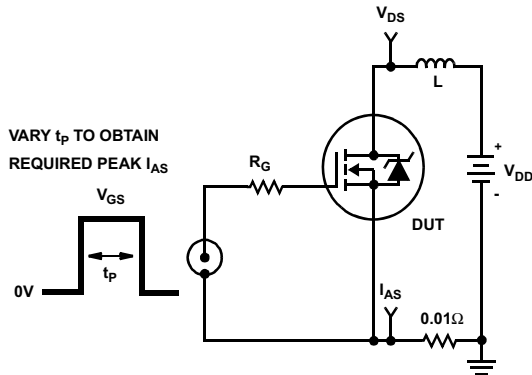 V_DS
L
VARY t_P TO OBTAIN
REQUIRED PEAK I_AS
R_G
+
V_DD
-
V_GS
DUT
t_P
0V
I_AS
0.01Ω